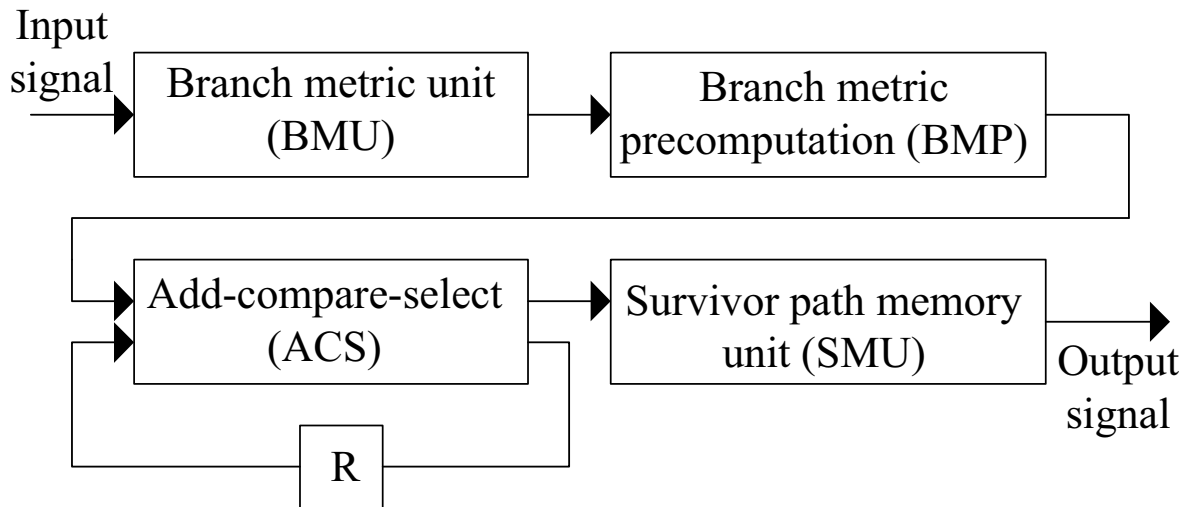 Input
signal
Branch metric unit
(BMU)
Branch metric
precomputation (BMP)
Add-compare-select
(ACS)
Survivor path memory
unit (SMU)
Output
signal
R